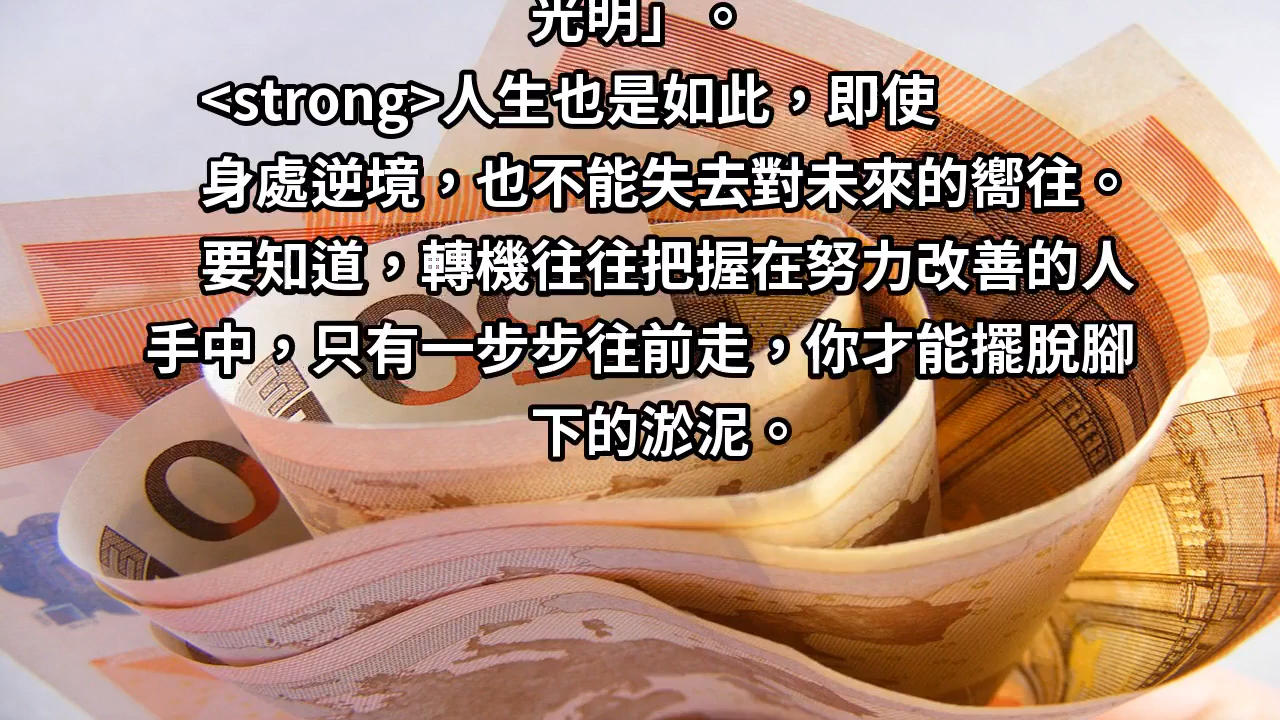 光明」。
<strong>人生也是如此，即使
身處逆境，也不能失去對未來的嚮往。
要知道，轉機往往把握在努力改善的人
手中，只有一步步往前走，你才能擺脫腳
下的淤泥。
50
10